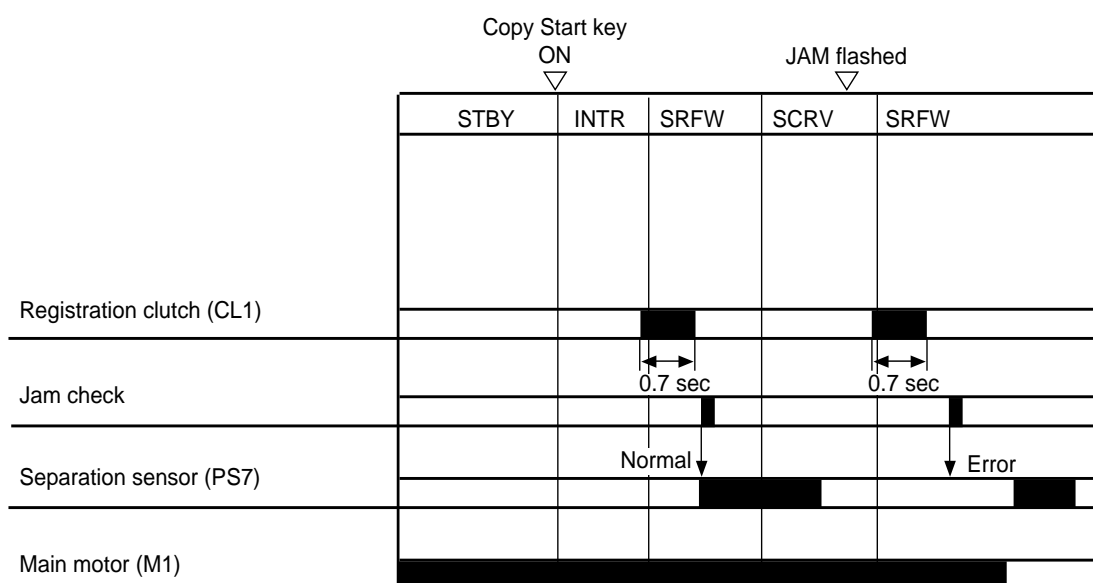 Copy Start key
ON
JAM flashed
STBY INTR SRFW SCRV SRFW
Registration clutch (CL1)
0.7 sec 0.7 sec
Jam check
Normal Error
Separation sensor (PS7)
Main motor (M1)